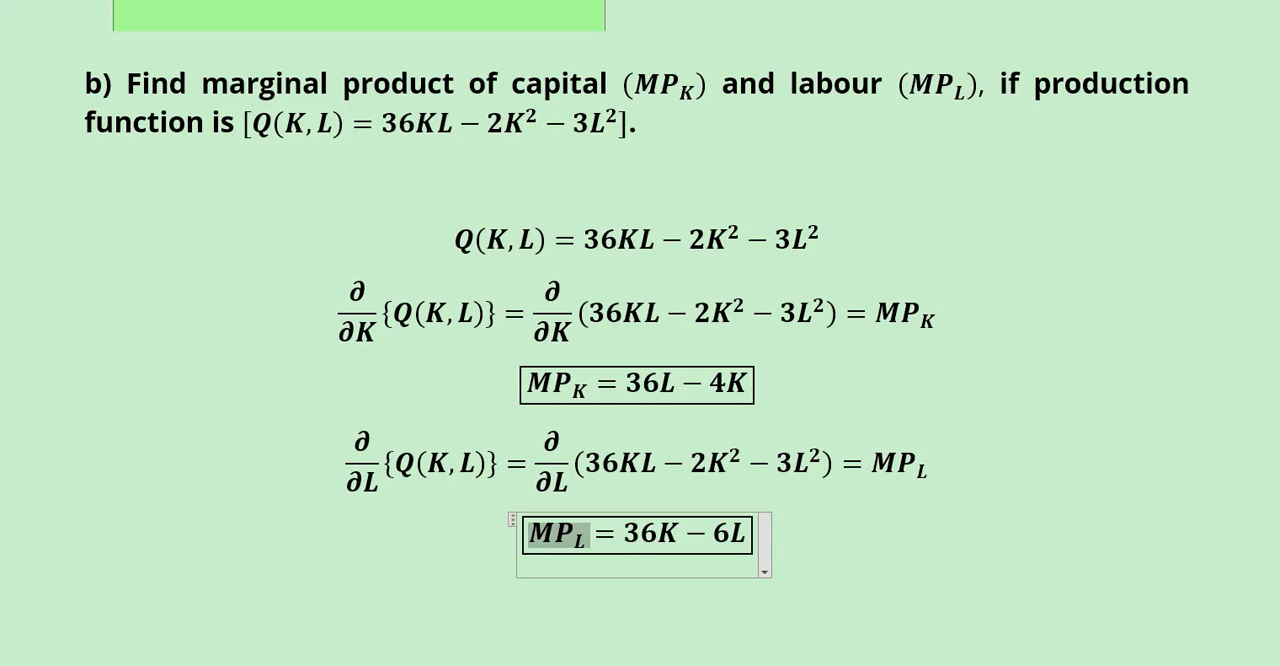 b) Find marginal product of capital (MP_K) and labour (MP_L), if production
function is [Q(K, L) = 36KL − 2K² − 3L²].
Q(K, L) = 36KL − 2K² − 3L²
∂/∂K {Q(K, L)} = ∂/∂K (36KL − 2K² − 3L²) = MP_K
MP_K = 36L − 4K
∂/∂L {Q(K, L)} = ∂/∂L (36KL − 2K² − 3L²) = MP_L
MP_L = 36K − 6L